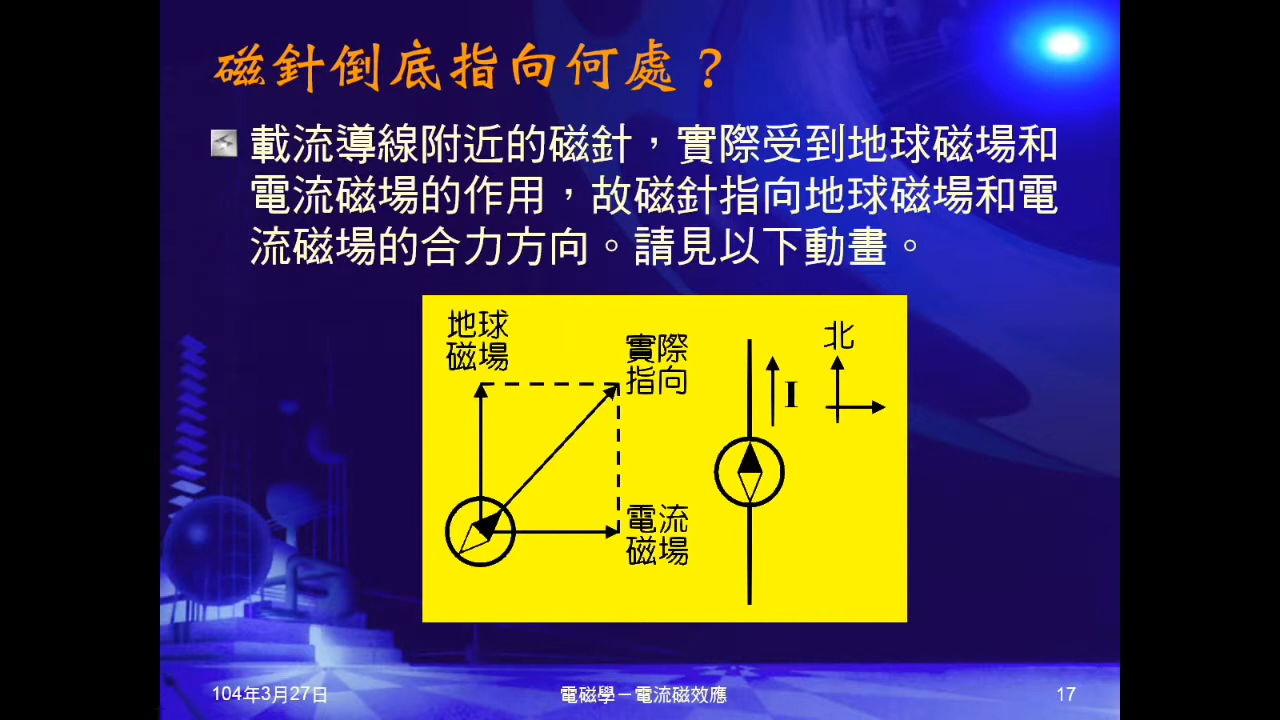 磁針倒底指向何處？
載流導線附近的磁針，實際受到地球磁場和
電流磁場的作用，故磁針指向地球磁場和電
流磁場的合力方向。請見以下動畫。
地球
磁場
實際
指向
電流
磁場
I
北
104年3月27日
電磁學－電流磁效應
17